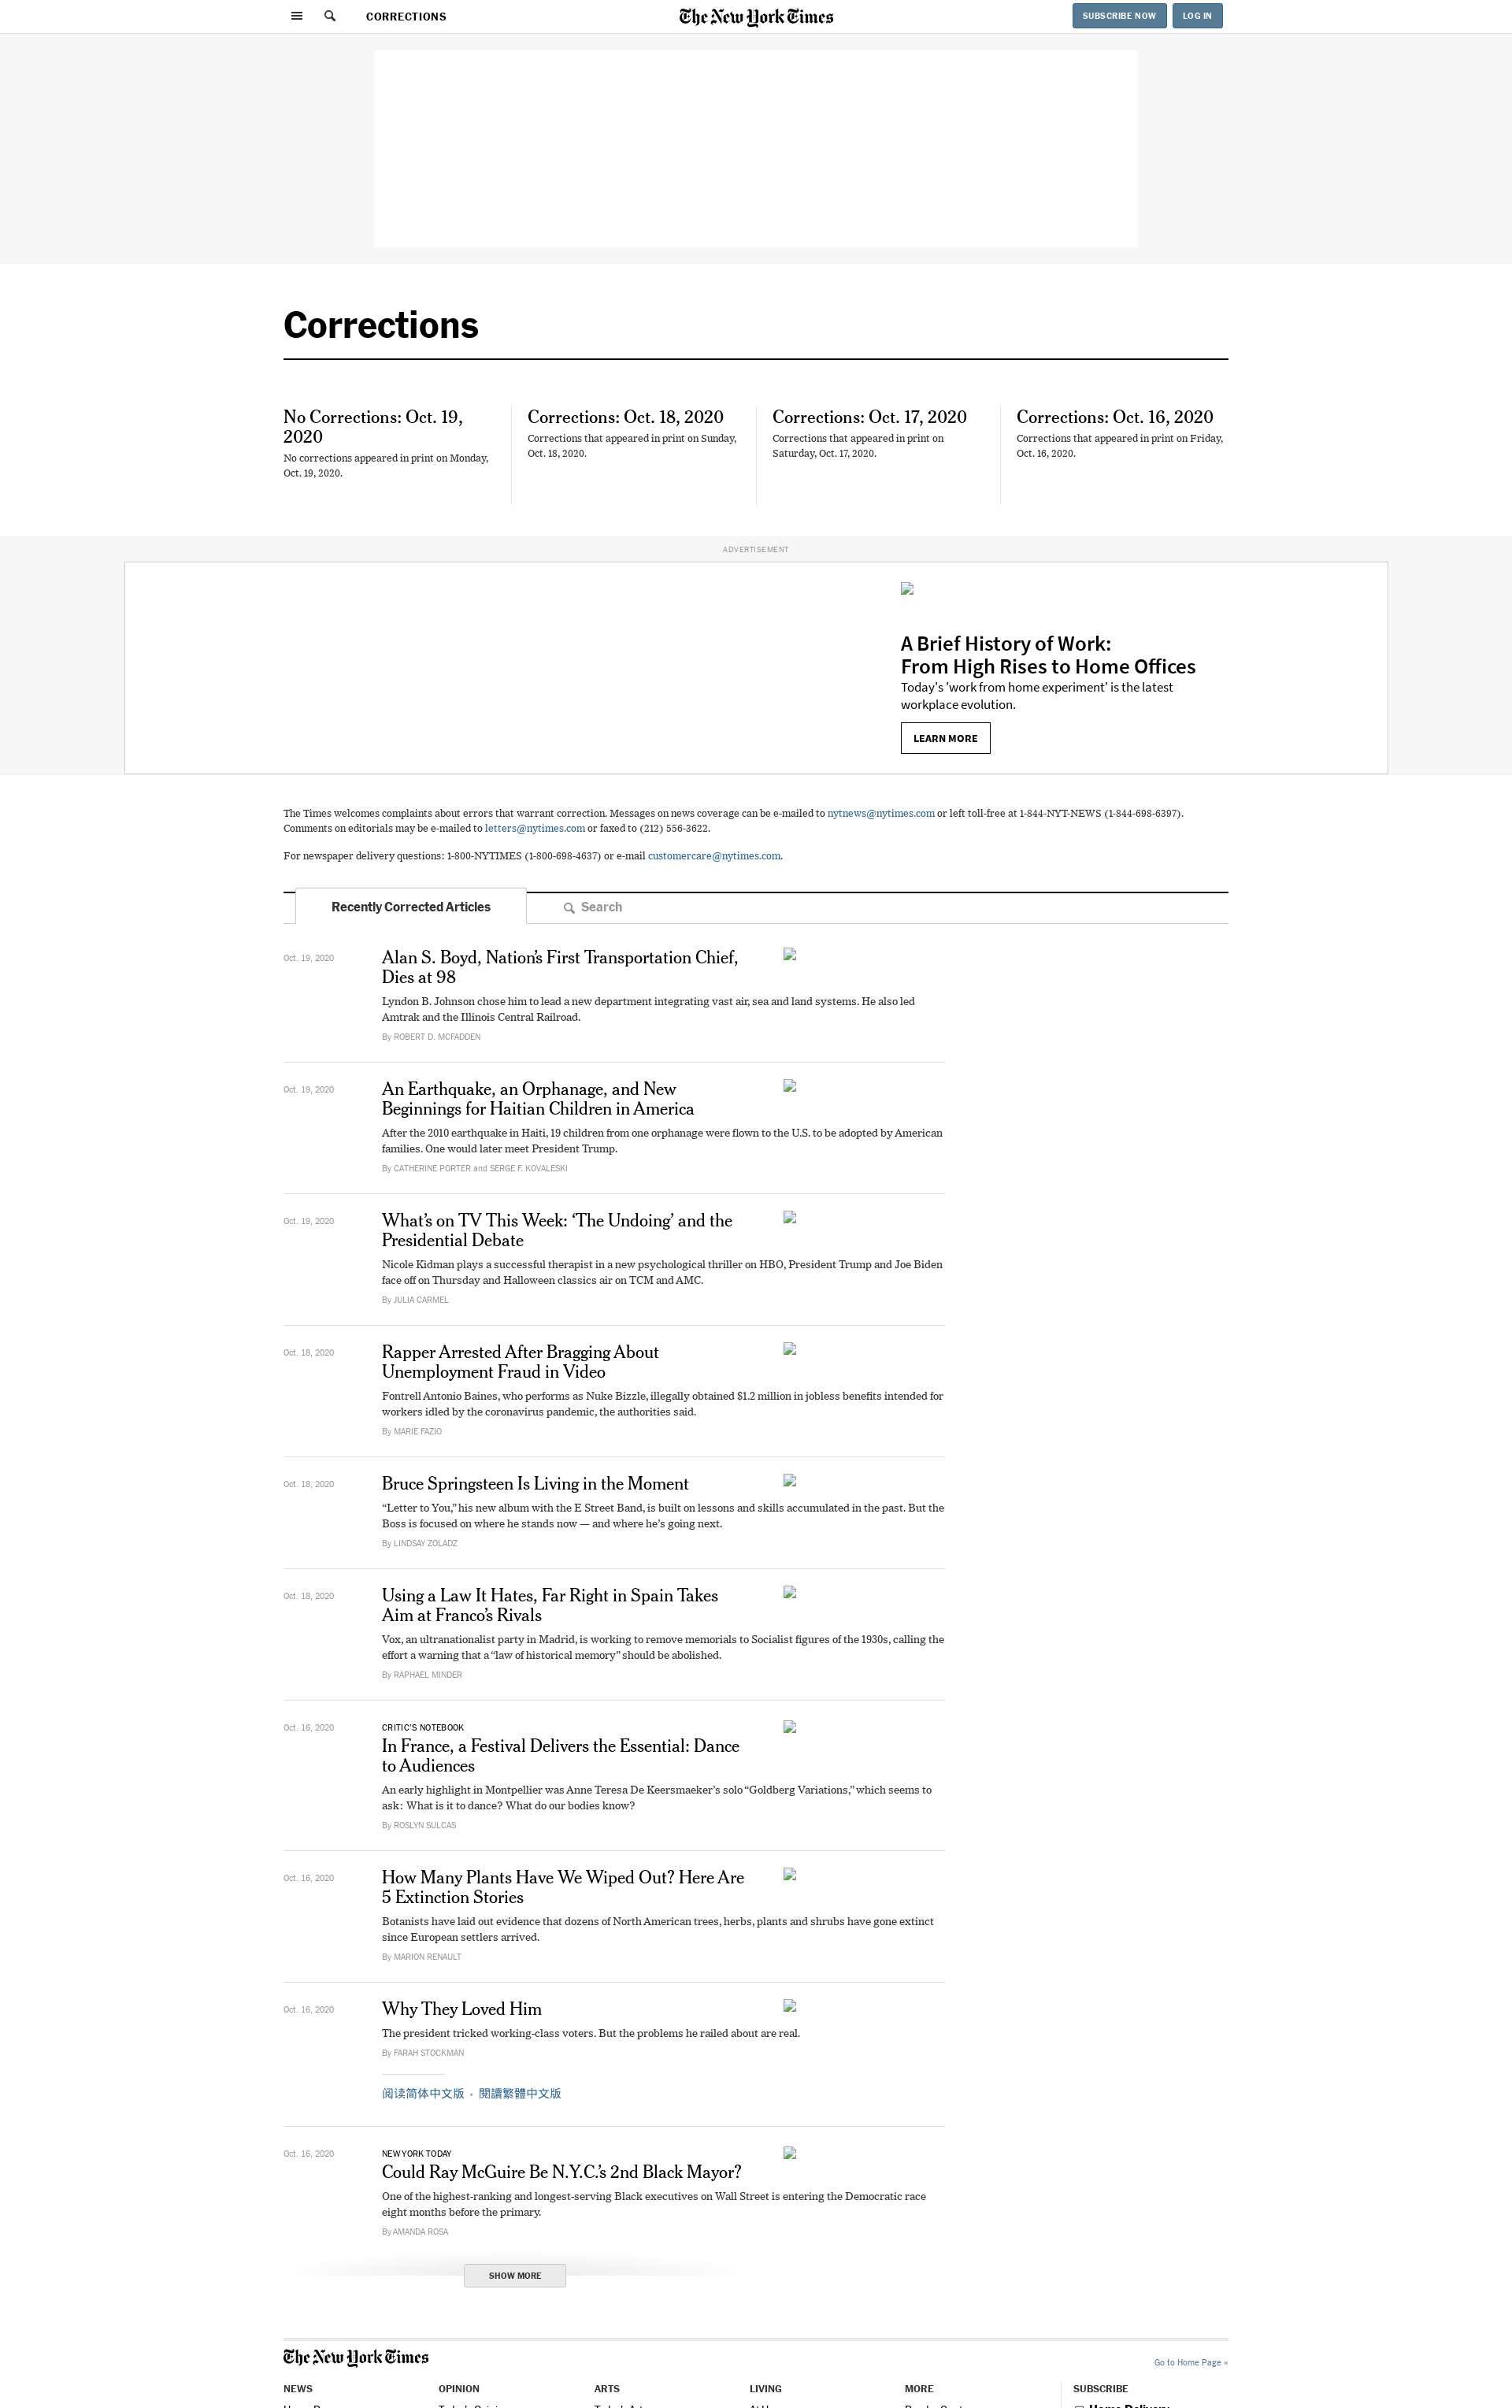 CORRECTIONS
The New York Times
SUBSCRIBE NOW
LOG IN
Corrections
No Corrections: Oct. 19,
2020
No corrections appeared in print on Monday,
Oct. 19, 2020.
Corrections: Oct. 18, 2020
Corrections that appeared in print on Sunday,
Oct. 18, 2020.
Corrections: Oct. 17, 2020
Corrections that appeared in print on
Saturday, Oct. 17, 2020.
Corrections: Oct. 16, 2020
Corrections that appeared in print on Friday,
Oct. 16, 2020.
ADVERTISEMENT
A Brief History of Work:
From High Rises to Home Offices
Today's 'work from home experiment' is the latest
workplace evolution.
LEARN MORE
The Times welcomes complaints about errors that warrant correction. Messages on news coverage can be e-mailed to nytnews@nytimes.com or left toll-free at 1-844-NYT-NEWS (1-844-698-6397).
Comments on editorials may be e-mailed to letters@nytimes.com or faxed to (212) 556-3622.
For newspaper delivery questions: 1-800-NYTIMES (1-800-698-4637) or e-mail customercare@nytimes.com.
Recently Corrected Articles
Search
Oct. 19, 2020
Alan S. Boyd, Nation’s First Transportation Chief,
Dies at 98
Lyndon B. Johnson chose him to lead a new department integrating vast air, sea and land systems. He also led
Amtrak and the Illinois Central Railroad.
By ROBERT D. MCFADDEN
Oct. 19, 2020
An Earthquake, an Orphanage, and New
Beginnings for Haitian Children in America
After the 2010 earthquake in Haiti, 19 children from one orphanage were flown to the U.S. to be adopted by American
families. One would later meet President Trump.
By CATHERINE PORTER and SERGE F. KOVALESKI
Oct. 19, 2020
What’s on TV This Week: ‘The Undoing’ and the
Presidential Debate
Nicole Kidman plays a successful therapist in a new psychological thriller on HBO, President Trump and Joe Biden
face off on Thursday and Halloween classics air on TCM and AMC.
By JULIA CARMEL
Oct. 18, 2020
Rapper Arrested After Bragging About
Unemployment Fraud in Video
Fontrell Antonio Baines, who performs as Nuke Bizzle, illegally obtained $1.2 million in jobless benefits intended for
workers idled by the coronavirus pandemic, the authorities said.
By MARIE FAZIO
Oct. 18, 2020
Bruce Springsteen Is Living in the Moment
“Letter to You,” his new album with the E Street Band, is built on lessons and skills accumulated in the past. But the
Boss is focused on where he stands now — and where he’s going next.
By LINDSAY ZOLADZ
Oct. 18, 2020
Using a Law It Hates, Far Right in Spain Takes
Aim at Franco’s Rivals
Vox, an ultranationalist party in Madrid, is working to remove memorials to Socialist figures of the 1930s, calling the
effort a warning that a “law of historical memory” should be abolished.
By RAPHAEL MINDER
Oct. 16, 2020
CRITIC’S NOTEBOOK
In France, a Festival Delivers the Essential: Dance
to Audiences
An early highlight in Montpellier was Anne Teresa De Keersmaeker’s solo “Goldberg Variations,” which seems to
ask: What is it to dance? What do our bodies know?
By ROSLYN SULCAS
Oct. 16, 2020
How Many Plants Have We Wiped Out? Here Are
5 Extinction Stories
Botanists have laid out evidence that dozens of North American trees, herbs, plants and shrubs have gone extinct
since European settlers arrived.
By MARION RENAULT
Oct. 16, 2020
Why They Loved Him
The president tricked working-class voters. But the problems he railed about are real.
By FARAH STOCKMAN
阅读简体中文版 • 閱讀繁體中文版
Oct. 16, 2020
NEW YORK TODAY
Could Ray McGuire Be N.Y.C.’s 2nd Black Mayor?
One of the highest-ranking and longest-serving Black executives on Wall Street is entering the Democratic race
eight months before the primary.
By AMANDA ROSA
SHOW MORE
The New York Times
Go to Home Page »
NEWS
OPINION
ARTS
LIVING
MORE
SUBSCRIBE